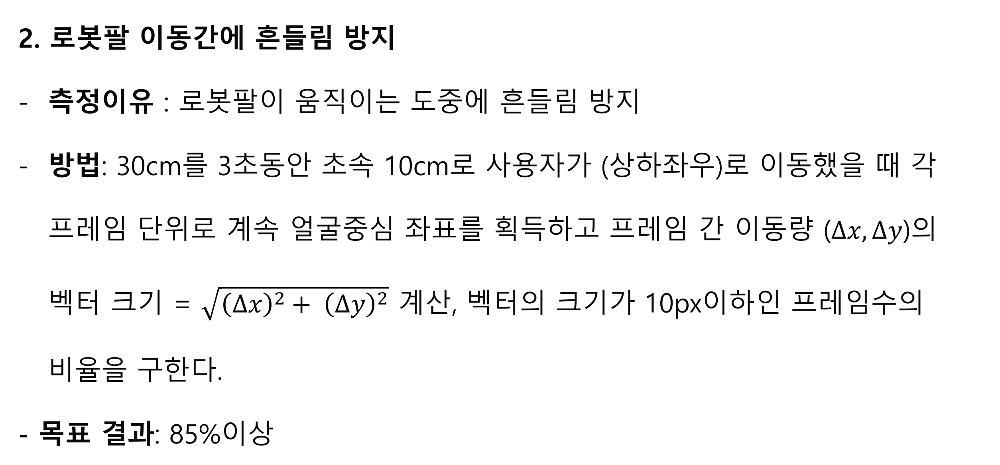 2. 로봇팔 이동간에 흔들림 방지
- 측정이유 : 로봇팔이 움직이는 도중에 흔들림 방지
- 방법: 30cm를 3초동안 초속 10cm로 사용자가 (상하좌우)로 이동했을 때 각
프레임 단위로 계속 얼굴중심 좌표를 획득하고 프레임 간 이동량 (Δx, Δy)의
벡터 크기 = √((Δx)² + (Δy)²) 계산, 벡터의 크기가 10px이하인 프레임수의
비율을 구한다.
- 목표 결과: 85%이상